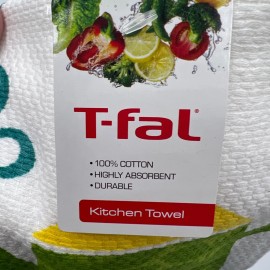 T-fal®
• 100% COTTON
• HIGHLY ABSORBENT
• DURABLE
Kitchen Towel